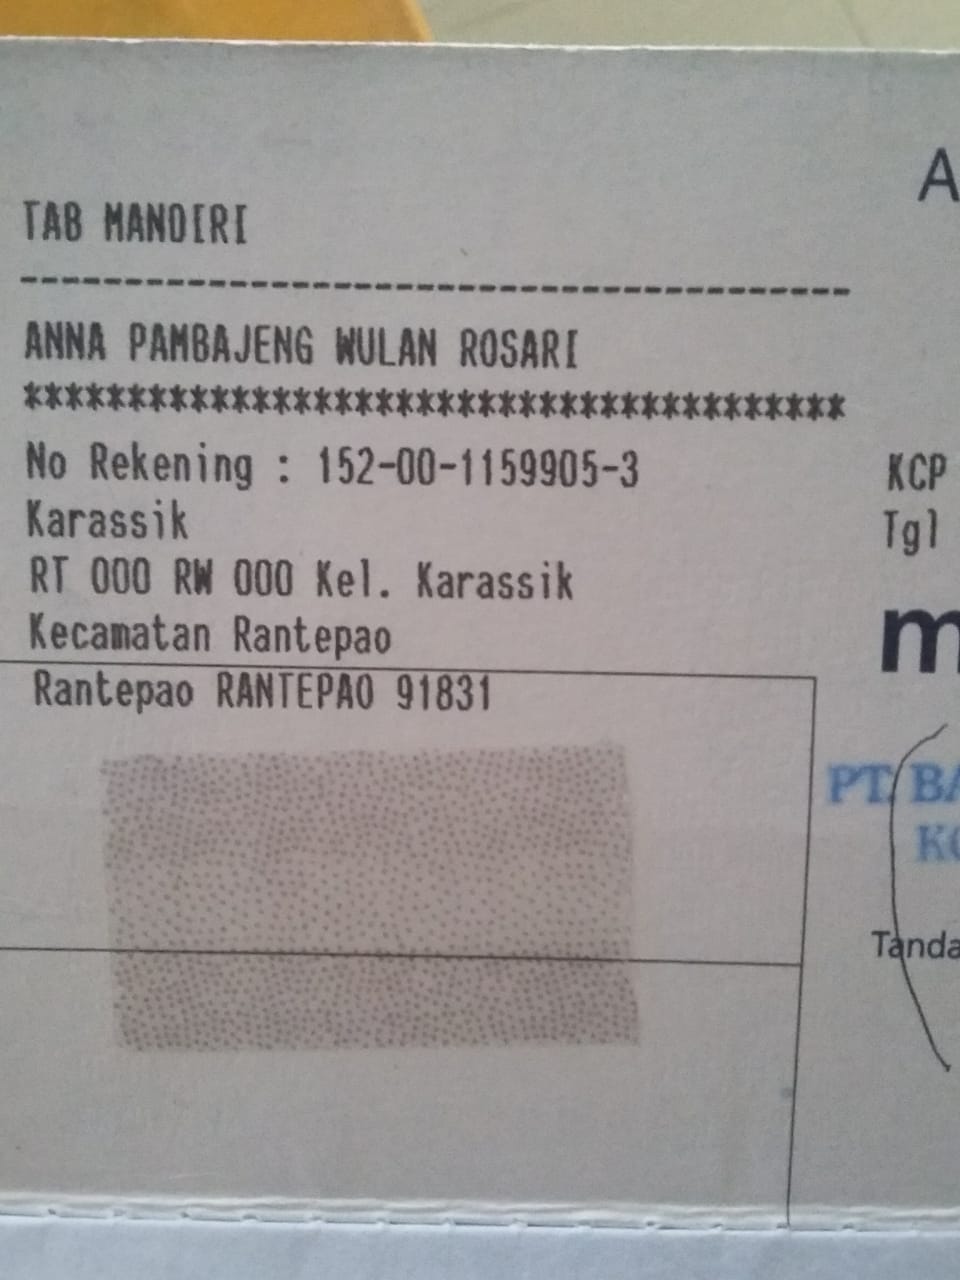 A
TAB MANDIRI
----------------------------------------
ANNA PAMBAJENG WULAN ROSARI
****************************************
No Rekening : 152-00-1159905-3
KCP
Karassik
Tgl
RT 000 RW 000 Kel. Karassik
Kecamatan Rantepao
m
Rantepao RANTEPAO 91831
PT. BA
KO
Tanda